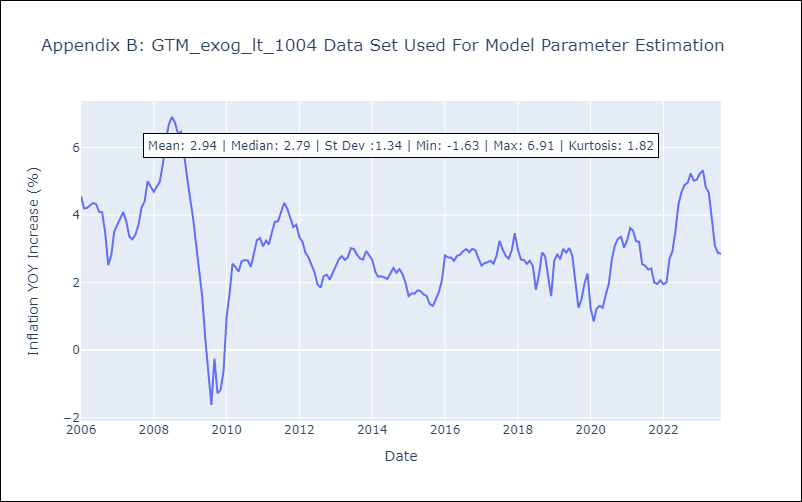 Appendix B: GTM_exog_lt_1004 Data Set Used For Model Parameter Estimation
Mean: 2.94 | Median: 2.79 | St Dev :1.34 | Min: -1.63 | Max: 6.91 | Kurtosis: 1.82
Inflation YOY Increase (%)
6
4
2
0
−2
2006 2008 2010 2012 2014 2016 2018 2020 2022
Date